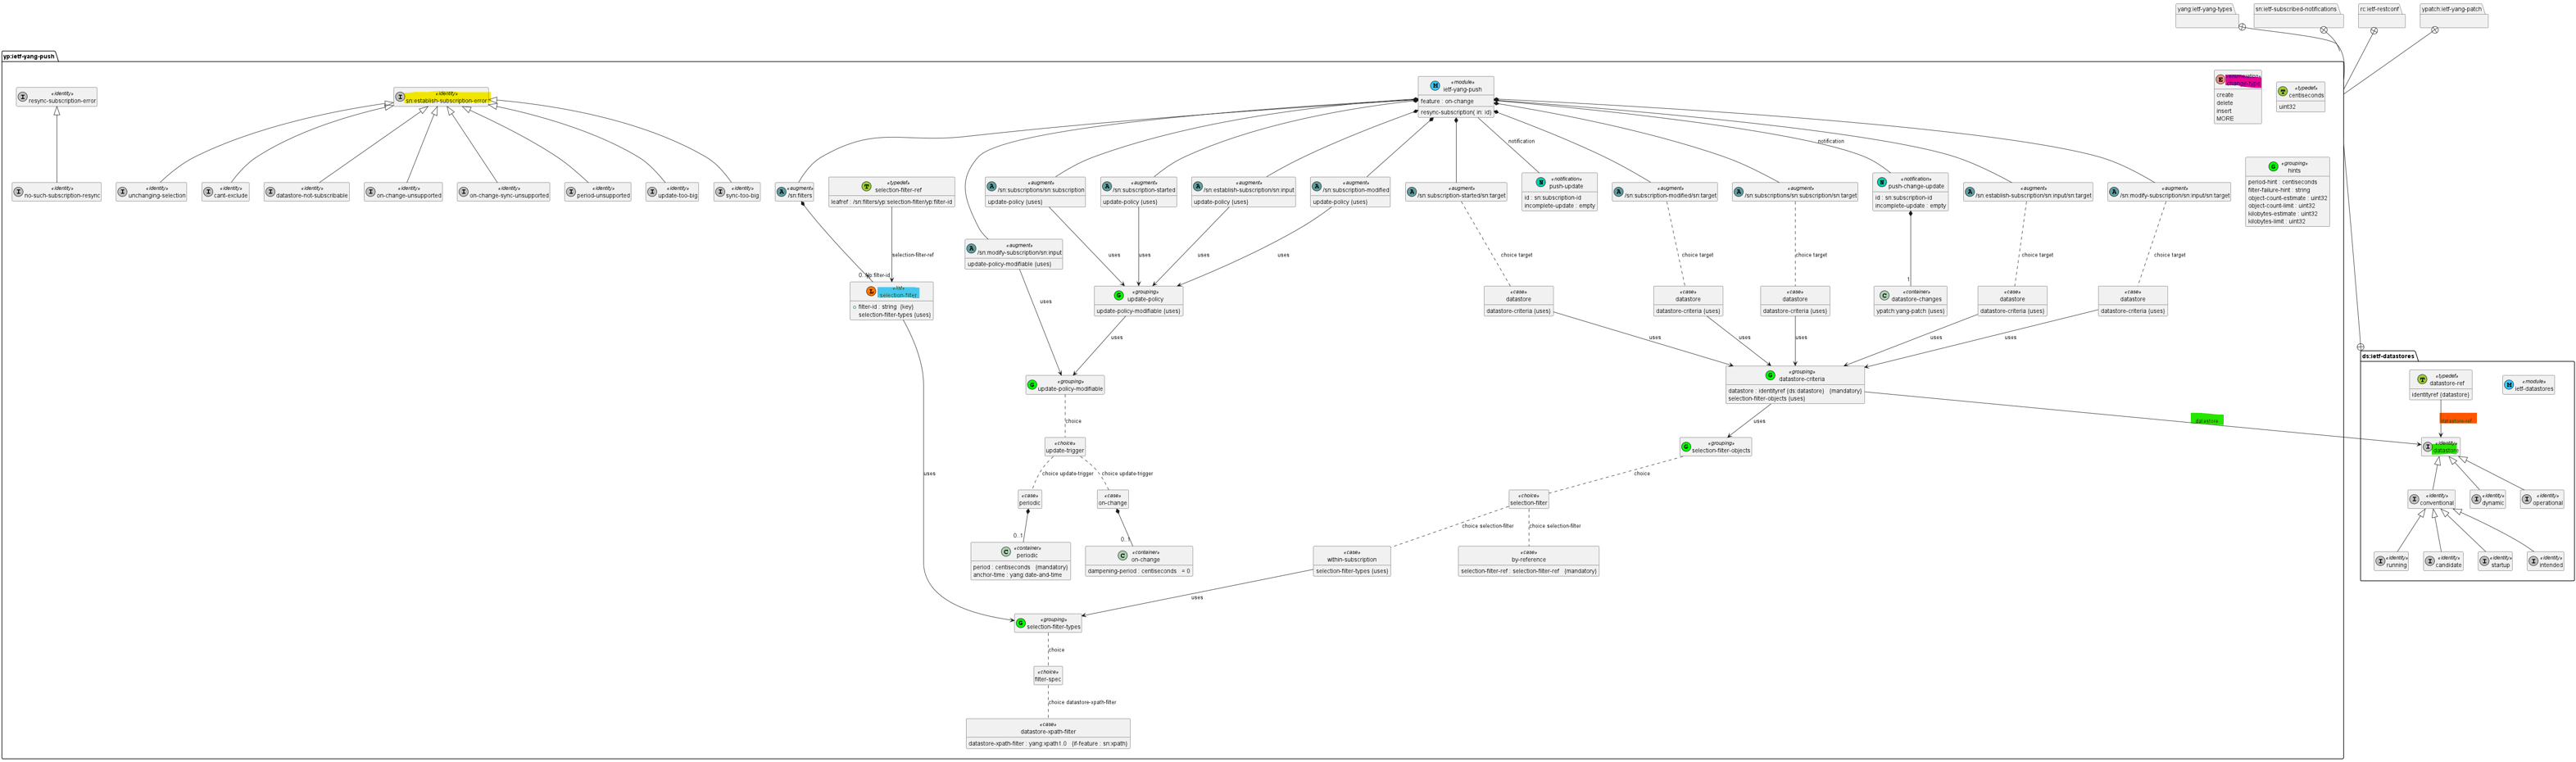 yang:ietf-yang-types
sn:ietf-subscribed-notifications
rc:ietf-restconf
ypatch:ietf-yang-patch
yp:ietf-yang-push
«identity»
resync-subscription-error
«identity»
sn:establish-subscription-error
«module»
ietf-yang-push
feature : on-change
resync-subscription( in: id)
change-type
create
delete
insert
MORE
«typedef»
centiseconds
uint32
notification
notification
«grouping»
hints
period-hint : centiseconds
filter-failure-hint : string
object-count-estimate : uint32
object-count-limit : uint32
kilobytes-estimate : uint32
kilobytes-limit : uint32
«identity»
no-such-subscription-resync
«identity»
unchanging-selection
«identity»
cant-exclude
«identity»
datastore-not-subscribable
«identity»
on-change-unsupported
«identity»
on-change-sync-unsupported
«identity»
period-unsupported
«identity»
update-too-big
«identity»
sync-too-big
«augment»
/sn:filters
«typedef»
selection-filter-ref
leafref : /sn:filters/yp:selection-filter/yp:filter-id
«augment»
/sn:subscriptions/sn:subscription
update-policy (uses)
«augment»
/sn:subscription-started
update-policy (uses)
«augment»
/sn:establish-subscription/sn:input
update-policy (uses)
«augment»
/sn:subscription-modified
update-policy (uses)
«augment»
/sn:subscription-started/sn:target
«notification»
push-update
id : sn:subscription-id
incomplete-update : empty
«augment»
/sn:subscription-modified/sn:target
«augment»
/sn:subscriptions/sn:subscription/sn:target
«notification»
push-change-update
id : sn:subscription-id
incomplete-update : empty
«augment»
/sn:establish-subscription/sn:input/sn:target
«augment»
/sn:modify-subscription/sn:input/sn:target
selection-filter-ref
«augment»
/sn:modify-subscription/sn:input
update-policy-modifiable (uses)
uses
uses
uses
uses
choice target
choice target
choice target
choice target
choice target
0..N
filter-id
«list»
selection-filter
filter-id : string (key)
selection-filter-types (uses)
uses
«grouping»
update-policy
update-policy-modifiable (uses)
«case»
datastore
datastore-criteria (uses)
«case»
datastore
datastore-criteria (uses)
«case»
datastore
datastore-criteria (uses)
1
«container»
datastore-changes
ypatch:yang-patch (uses)
«case»
datastore
datastore-criteria (uses)
«case»
datastore
datastore-criteria (uses)
uses
uses
uses
uses
uses
uses
«grouping»
update-policy-modifiable
«grouping»
datastore-criteria
datastore : identityref {ds:datastore} (mandatory)
selection-filter-objects (uses)
ds:ietf-datastores
«typedef»
datastore-ref
identityref {datastore}
«module»
ietf-datastores
choice
uses
datastore
datastore-ref
«choice»
update-trigger
«grouping»
selection-filter-objects
«identity»
datastore
uses
choice update-trigger
choice update-trigger
choice
«case»
periodic
«case»
on-change
«choice»
selection-filter
«identity»
conventional
«identity»
dynamic
«identity»
operational
choice selection-filter
choice selection-filter
0..1
0..1
«container»
periodic
period : centiseconds (mandatory)
anchor-time : yang:date-and-time
«container»
on-change
dampening-period : centiseconds = 0
«case»
within-subscription
selection-filter-types (uses)
«case»
by-reference
selection-filter-ref : selection-filter-ref (mandatory)
«identity»
running
«identity»
candidate
«identity»
startup
«identity»
intended
uses
«grouping»
selection-filter-types
choice
«choice»
filter-spec
choice datastore-xpath-filter
«case»
datastore-xpath-filter
datastore-xpath-filter : yang:xpath1.0 {if-feature : sn:xpath}